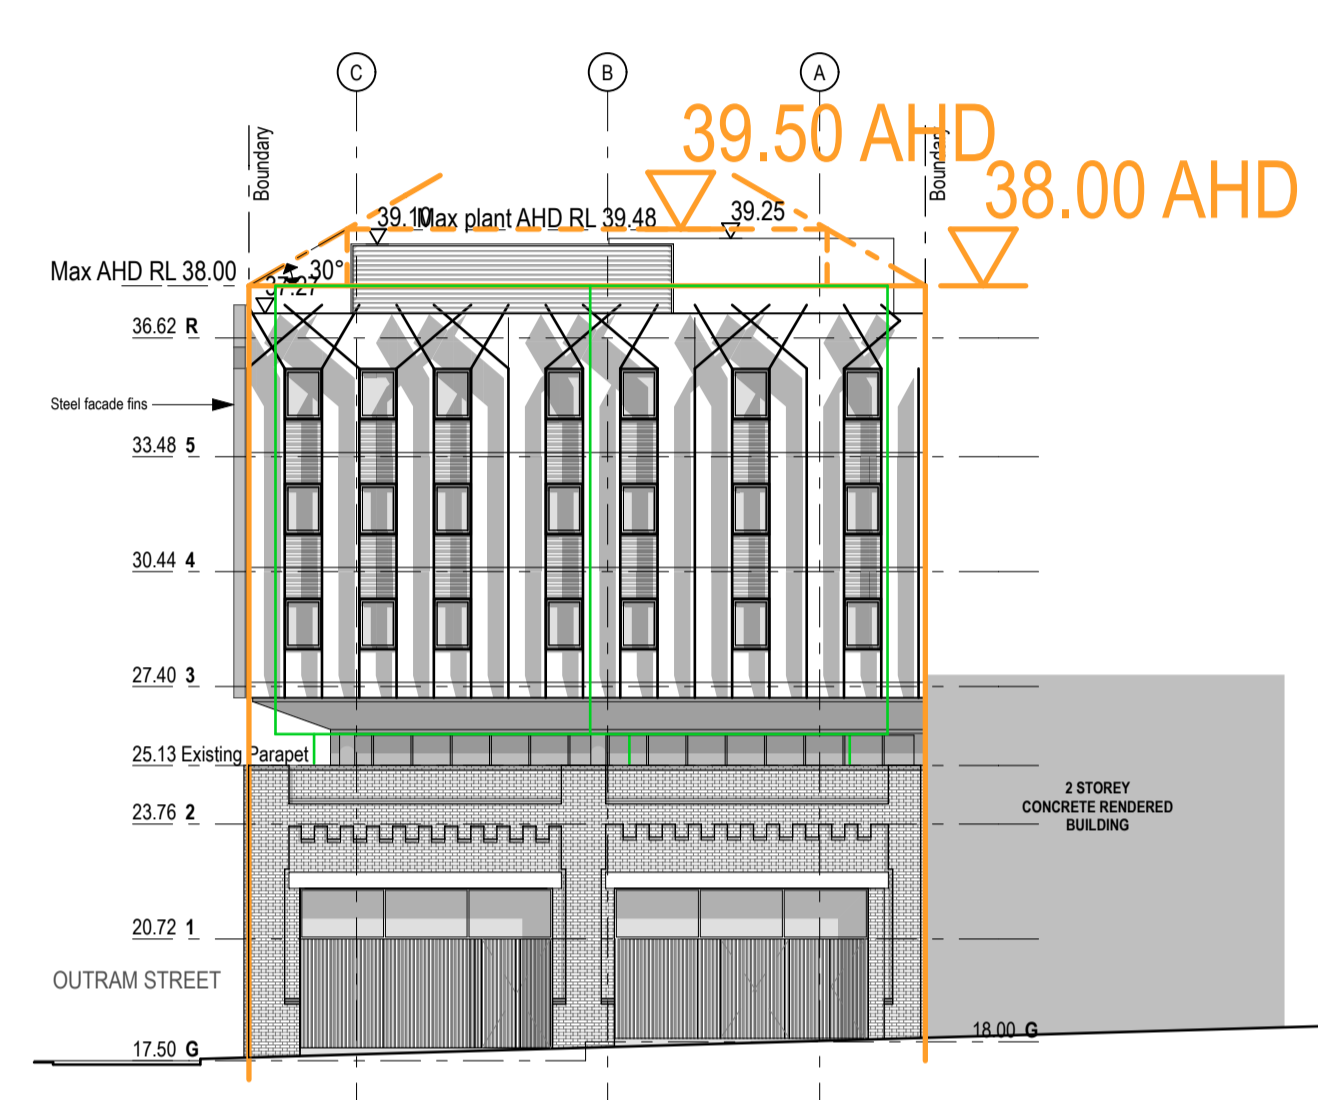 C
B
A
39.50 AHD
Boundary
Boundary
38.00 AHD
39.10
Max plant AHD RL 39.48
39.25
Max AHD RL 38.00
30°
37.27
36.62 R
Steel facade fins
33.48 5
30.44 4
27.40 3
25.13 Existing Parapet
2 STOREY
CONCRETE RENDERED
BUILDING
23.76 2
20.72 1
OUTRAM STREET
18.00 G
17.50 G